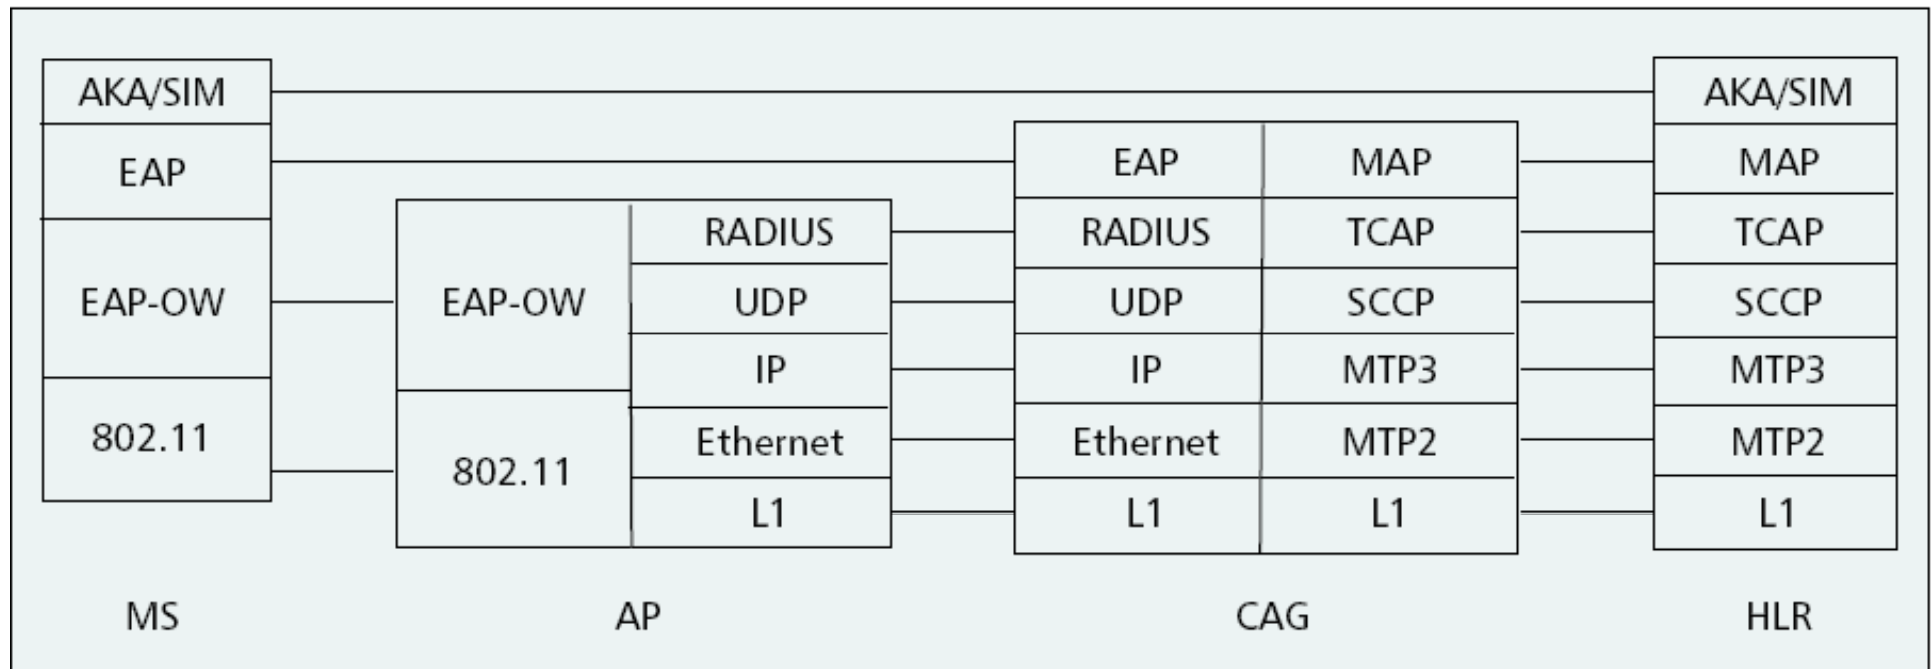 AKA/SIM AKA/SIM
EAP EAP MAP MAP
RADIUS RADIUS TCAP TCAP
EAP-OW EAP-OW UDP UDP SCCP SCCP
IP IP MTP3 MTP3
802.11 802.11 Ethernet Ethernet MTP2 MTP2
L1 L1 L1 L1
MS AP CAG HLR